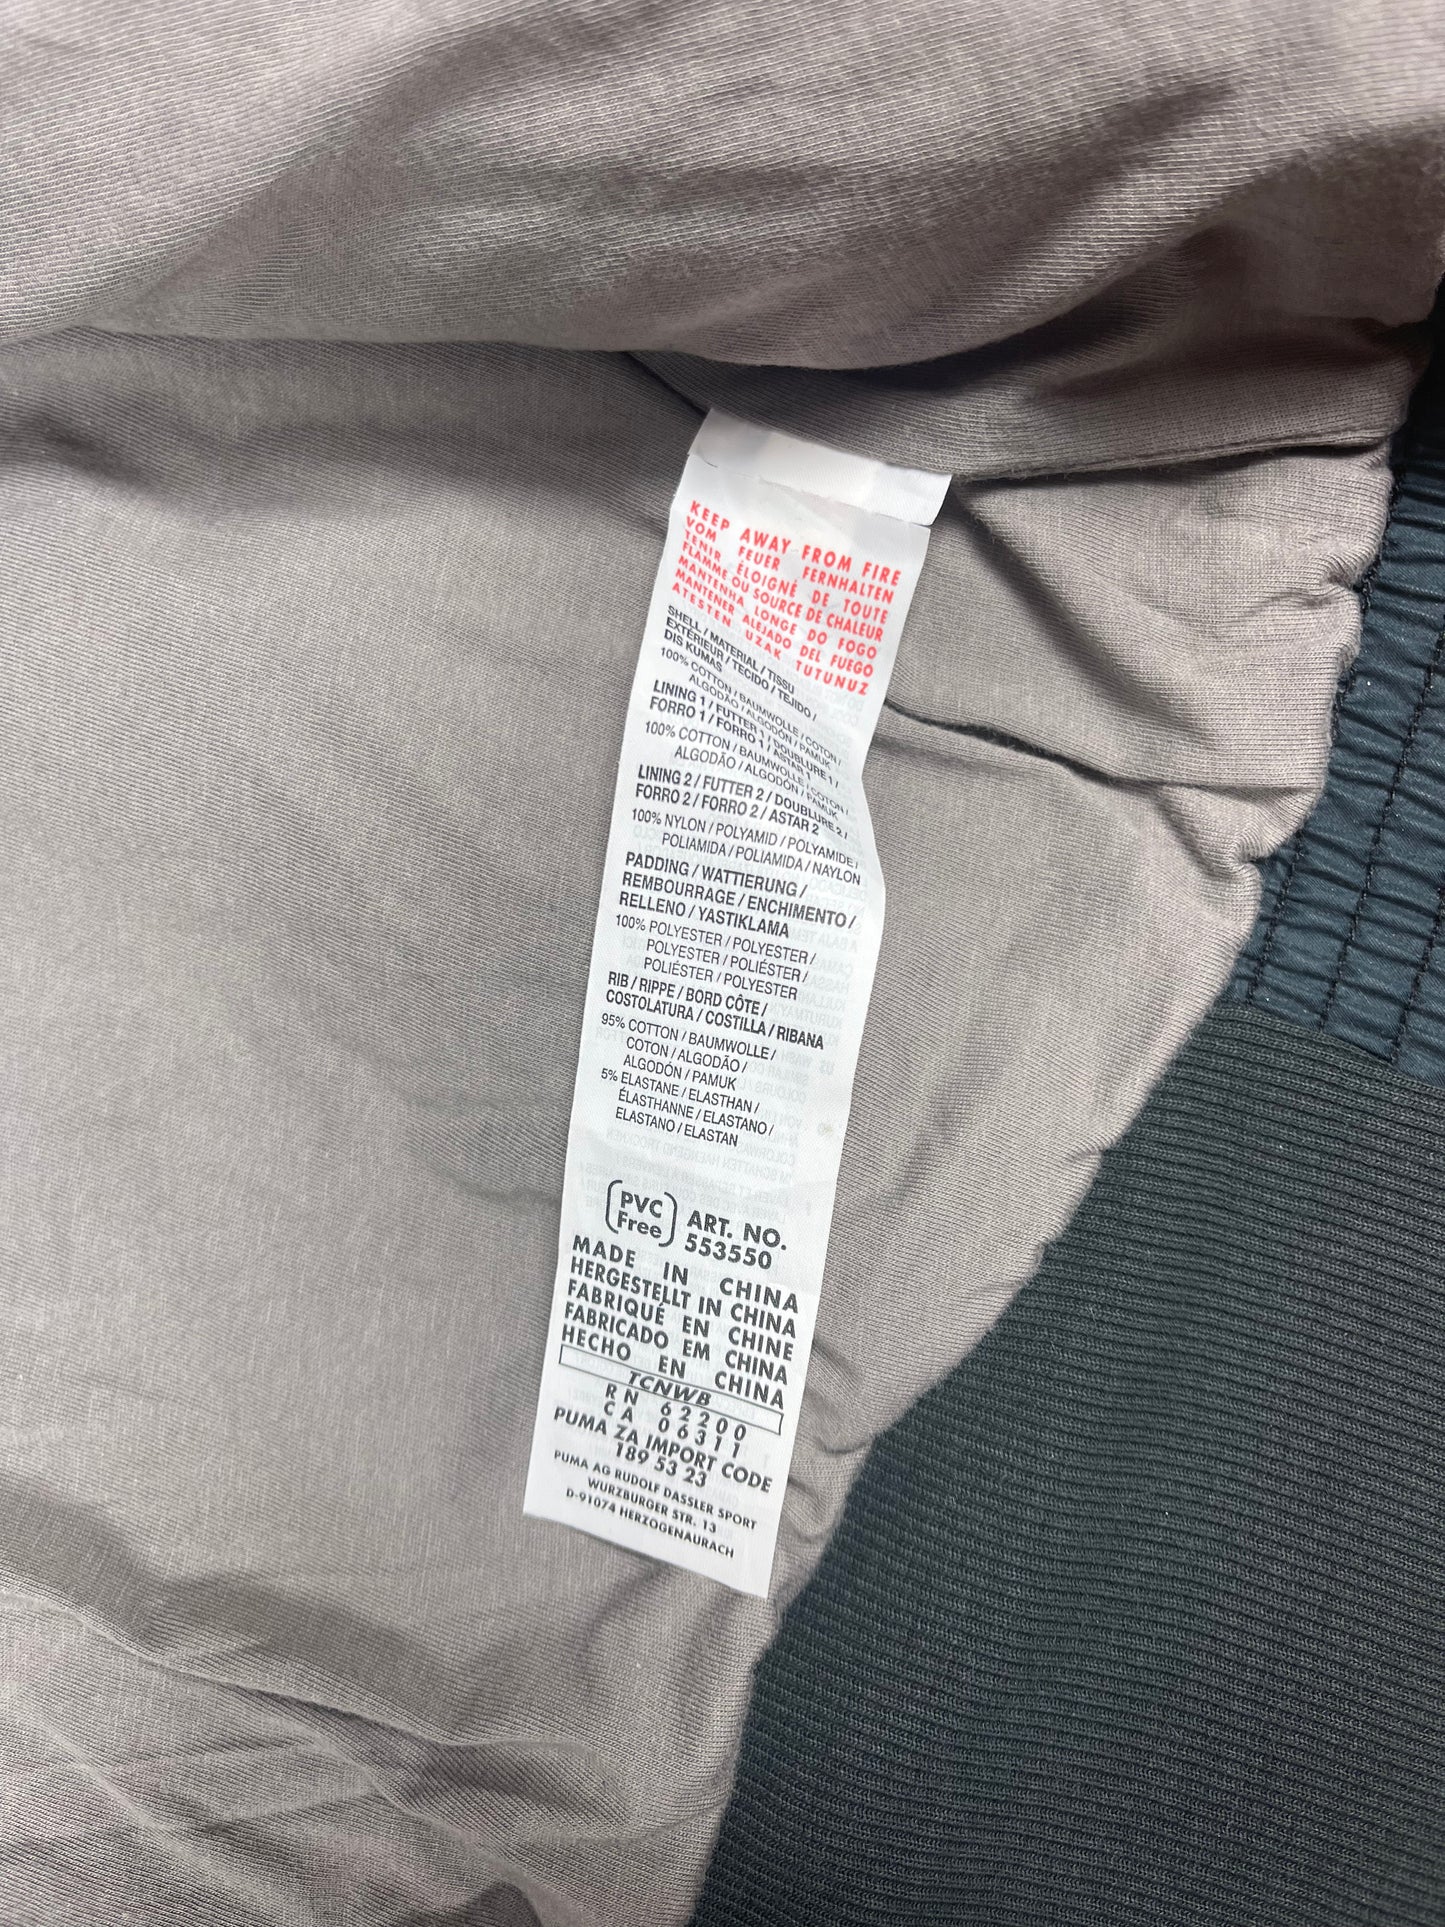 KEEP AWAY FROM FIRE
VOM FEUER FERNHALTEN
TENIR ÉLOIGNÉ DE TOUTE
FLAMME OU SOURCE DE CHALEUR
MANTENHA LONGE DO FOGO
MANTENER ALEJADO DEL FUEGO
ATESTEN UZAK TUTUNUZ
SHELL / MATERIAL / TISSU
EXTÉRIEUR / TECIDO / TEJIDO /
DIS KUMAS
100% COTTON / BAUMWOLLE / COTON /
ALGODÃO / ALGODÓN / PAMUK
LINING 1 / FUTTER 1 / DOUBLURE 1 /
FORRO 1 / FORRO 1 / ASTAR 1
100% COTTON / BAUMWOLLE / COTON /
ALGODÃO / ALGODÓN / PAMUK
LINING 2 / FUTTER 2 / DOUBLURE 2 /
FORRO 2 / FORRO 2 / ASTAR 2
100% NYLON / POLYAMID / POLYAMIDE /
POLIAMIDA / POLIAMIDA / NAYLON
PADDING / WATTIERUNG /
REMBOURRAGE / ENCHIMENTO /
RELLENO / YASTIKLAMA
100% POLYESTER / POLYESTER /
POLYESTER / POLIÉSTER /
POLIÉSTER / POLYESTER
RIB / RIPPE / BORD CÔTE /
COSTOLATURA / COSTILLA / RIBANA
95% COTTON / BAUMWOLLE /
COTON / ALGODÃO /
ALGODÓN / PAMUK
5% ELASTANE / ELASTHAN /
ÉLASTHANNE / ELASTANO /
ELASTANO / ELASTAN
PVC Free
ART. NO.
553550
MADE IN CHINA
HERGESTELLT IN CHINA
FABRIQUÉ EN CHINE
FABRICADO EM CHINA
HECHO EN CHINA
TCNWB
RN 62200
CA 06311
PUMA ZA IMPORT CODE
189 53 23
PUMA AG RUDOLF DASSLER SPORT
WURZBURGER STR. 13
D-91074 HERZOGENAURACH